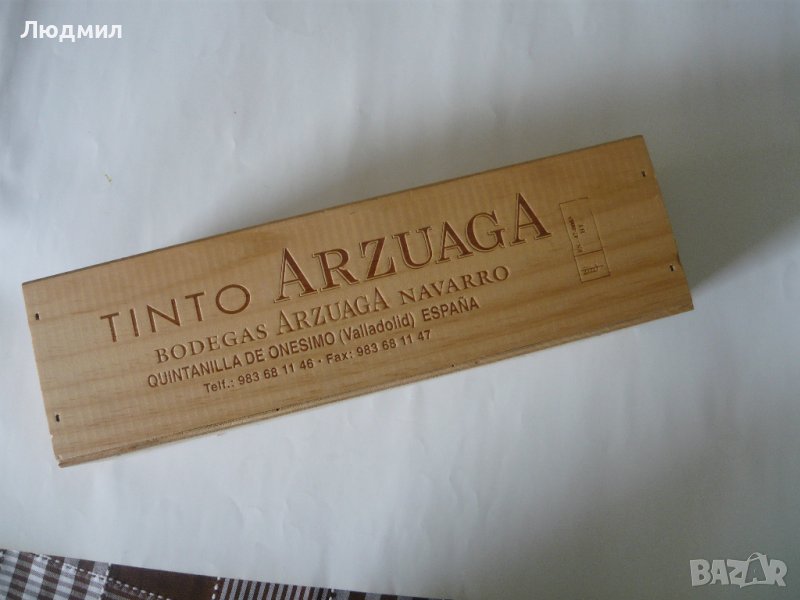 Людмил
TINTO ARZUAGA
BODEGAS ARZUAGA NAVARRO
QUINTANILLA DE ONESIMO (Valladolid) ESPAÑA
Telf.: 983 68 11 46 · Fax: 983 68 11 47
BAZAR